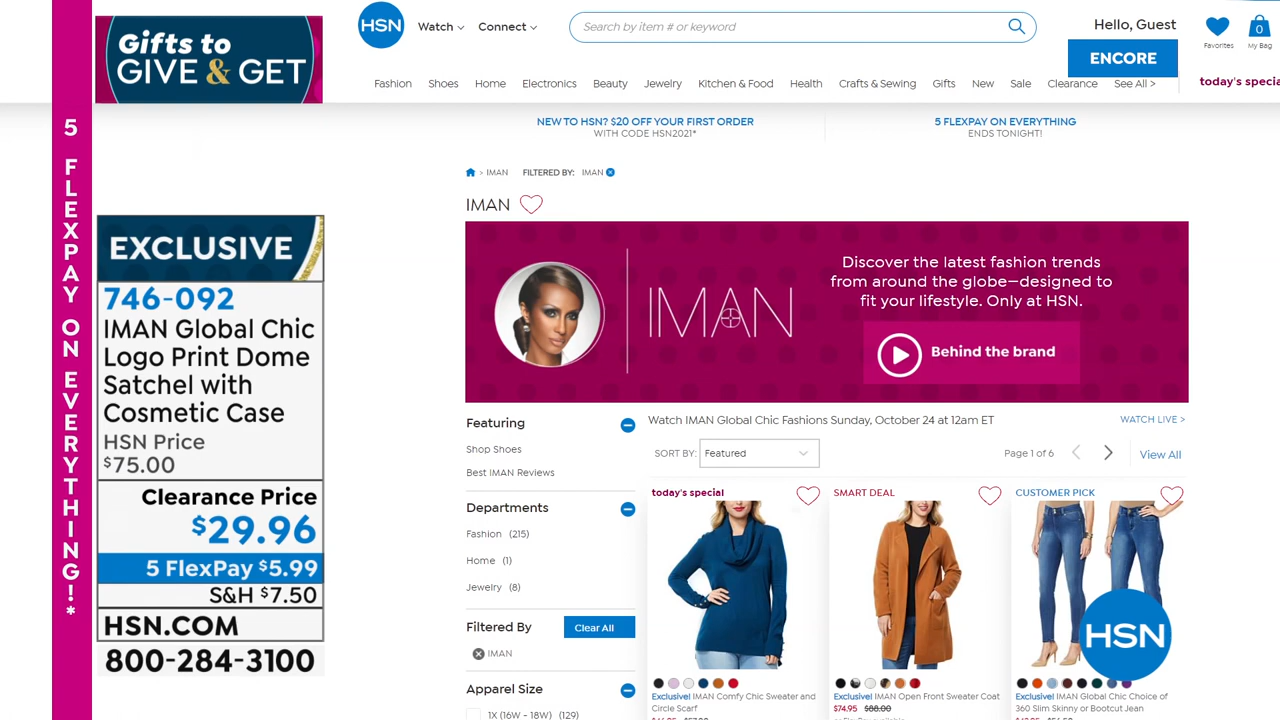 5 FLEXPAY ON EVERYTHING!*
Gifts to
GIVE & GET
EXCLUSIVE
746-092
IMAN Global Chic
Logo Print Dome
Satchel with
Cosmetic Case
HSN Price
$75.00
Clearance Price
$29.96
5 FlexPay $5.99
S&H $7.50
HSN.COM
800-284-3100
HSN
Watch
Connect
Search by item # or keyword
Hello, Guest
ENCORE
Favorites
0
My Bag
Fashion Shoes Home Electronics Beauty Jewelry Kitchen & Food Health Crafts & Sewing Gifts New Sale Clearance See All >
today's specia
NEW TO HSN? $20 OFF YOUR FIRST ORDER
WITH CODE HSN2021*
5 FLEXPAY ON EVERYTHING
ENDS TONIGHT!
> IMAN FILTERED BY: IMAN
IMAN
IMAN
Discover the latest fashion trends
from around the globe—designed to
fit your lifestyle. Only at HSN.
Behind the brand
Featuring
Shop Shoes
Best IMAN Reviews
Departments
Fashion (215)
Home (1)
Jewelry (8)
Filtered By
Clear All
IMAN
Apparel Size
1X (16W - 18W) (129)
Watch IMAN Global Chic Fashions Sunday, October 24 at 12am ET
WATCH LIVE >
SORT BY: Featured
Page 1 of 6
View All
today's special
Exclusive! IMAN Comfy Chic Sweater and
Circle Scarf
SMART DEAL
Exclusive! IMAN Open Front Sweater Coat
$74.95 $88.00
CUSTOMER PICK
Exclusive! IMAN Global Chic Choice of
360 Slim Skinny or Bootcut Jean
HSN